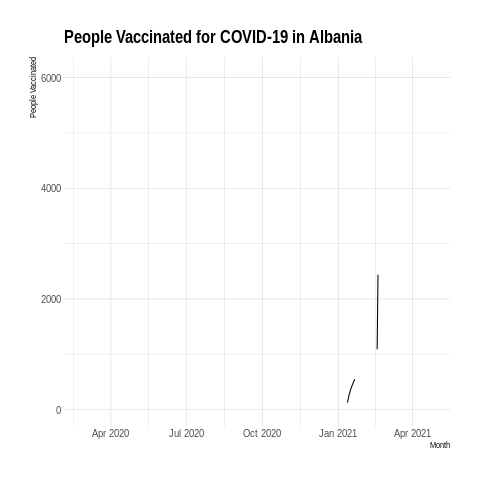 People Vaccinated for COVID-19 in Albania
People Vaccinated
6000
4000
2000
0
Apr 2020 Jul 2020 Oct 2020 Jan 2021 Apr 2021
Month